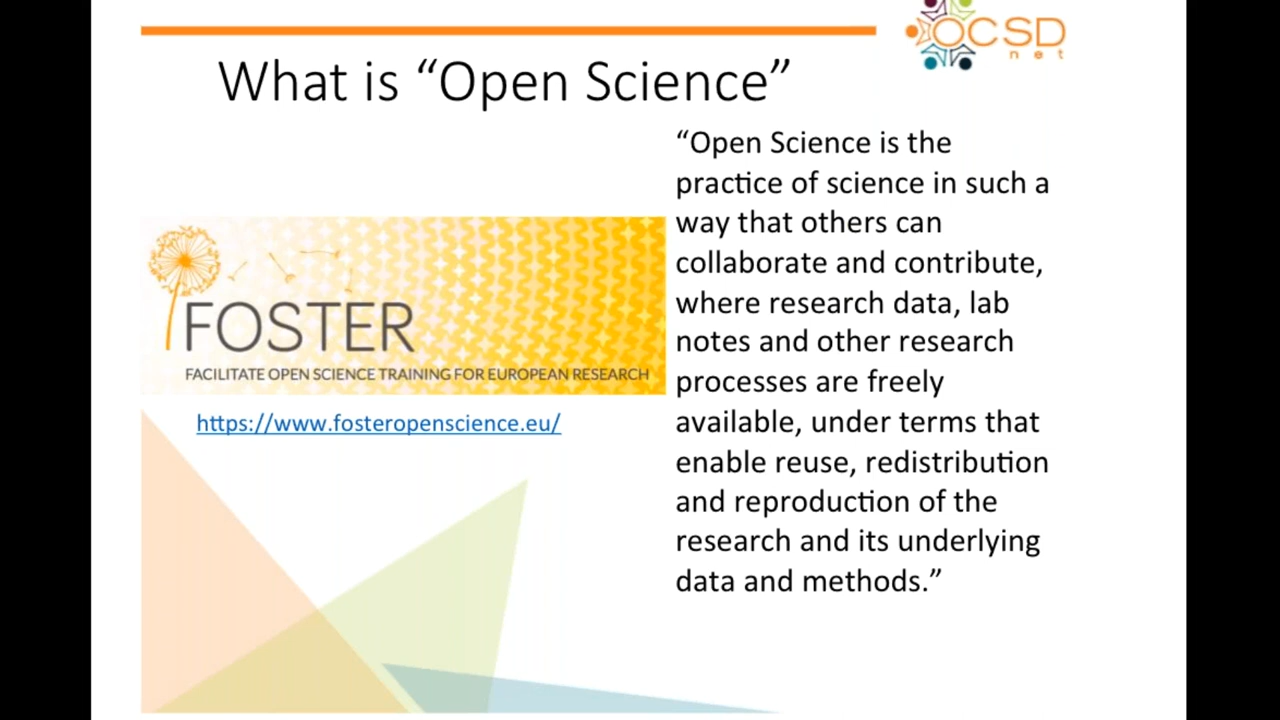 OCSD
net
What is “Open Science”
“Open Science is the
practice of science in such a
way that others can
collaborate and contribute,
where research data, lab
notes and other research
processes are freely
available, under terms that
enable reuse, redistribution
and reproduction of the
research and its underlying
data and methods.”
FOSTER
FACILITATE OPEN SCIENCE TRAINING FOR EUROPEAN RESEARCH
https://www.fosteropenscience.eu/